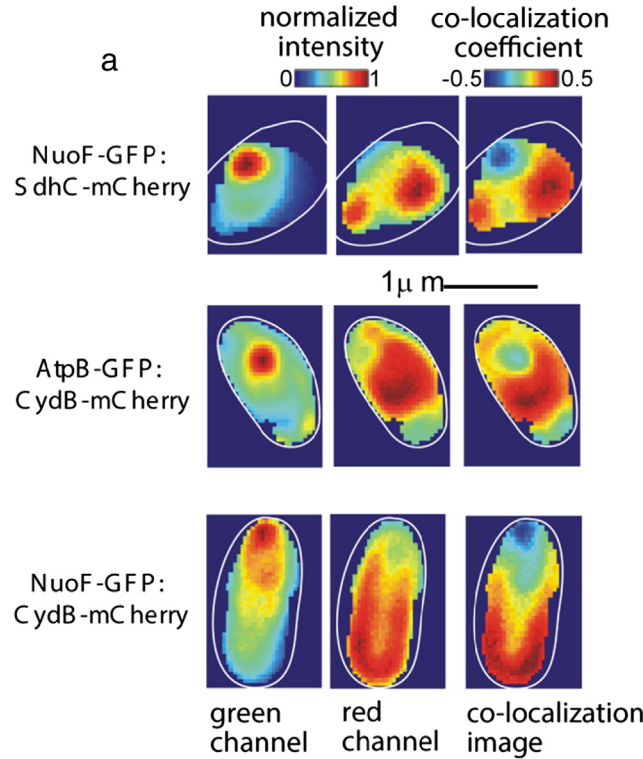 a
normalized
intensity
0 1
co-localization
coefficient
-0.5 0.5
NuoF-GFP:
SdhC-mCherry
1μ m
AtpB-GFP:
CydB-mCherry
NuoF-GFP:
CydB-mCherry
green
channel
red
channel
co-localization
image